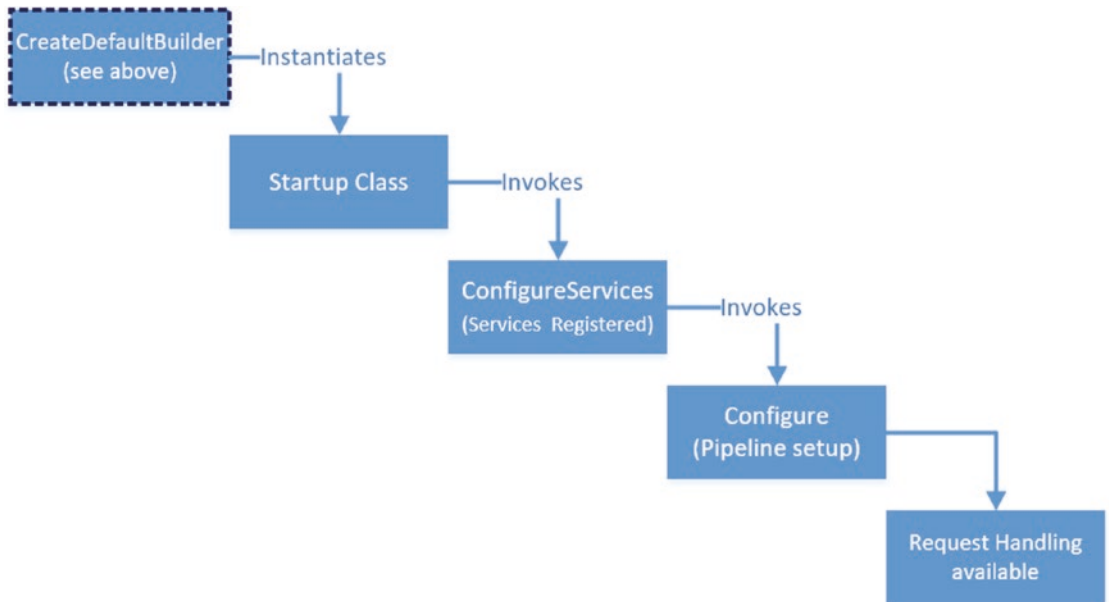 CreateDefaultBuilder
(see above)
Instantiates
Startup Class
Invokes
ConfigureServices
(Services Registered)
Invokes
Configure
(Pipeline setup)
Request Handling
available